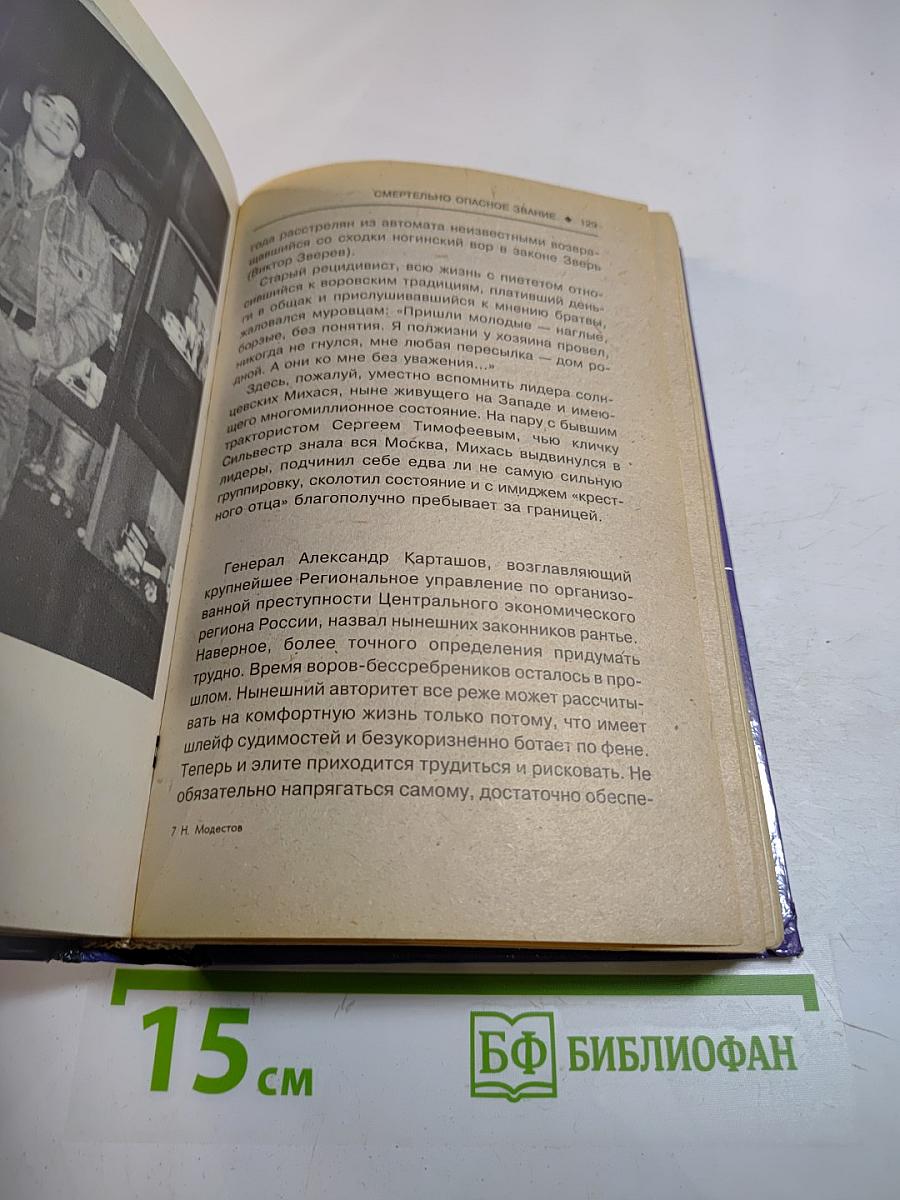 СМЕРТЕЛЬНО ОПАСНОЕ ЗВАНИЕ ◆ 129
года расстрелян из автомата неизвестными возвра-
щавшийся со сходки ногинский вор в законе Зверь
(Виктор Зверев).
Старый рецидивист, всю жизнь с пиететом отно-
сившийся к воровским традициям, плативший день-
ги в общак и прислушивавшийся к мнению братвы,
жаловался муровцам: «Пришли молодые — наглые,
борзые, без понятия. Я полжизни у хозяина провел,
никогда не гнулся, мне любая пересылка — дом ро-
дной. А они ко мне без уважения...»
Здесь, пожалуй, уместно вспомнить лидера солн-
цевских Михася, ныне живущего на Западе и имею-
щего многомиллионное состояние. На пару с бывшим
трактористом Сергеем Тимофеевым, чью кличку
Сильвестр знала вся Москва, Михась выдвинулся в
лидеры, подчинил себе едва ли не самую сильную
группировку, сколотил состояние и с имиджем «крест-
ного отца» благополучно пребывает за границей.
Генерал Александр Карташов, возглавляющий
крупнейшее Региональное управление по организо-
ванной преступности Центрального экономического
региона России, назвал нынешних законников рантье.
Наверное, более точного определения придумать
трудно. Время воров-бессребреников осталось в про-
шлом. Нынешний авторитет все реже может рассчиты-
вать на комфортную жизнь только потому, что имеет
шлейф судимостей и безукоризненно ботает по фене.
Теперь и элите приходится трудиться и рисковать. Не
обязательно напрягаться самому, достаточно обеспе-
7 Н. Модестов
15 см
БФ БИБЛИОФАН